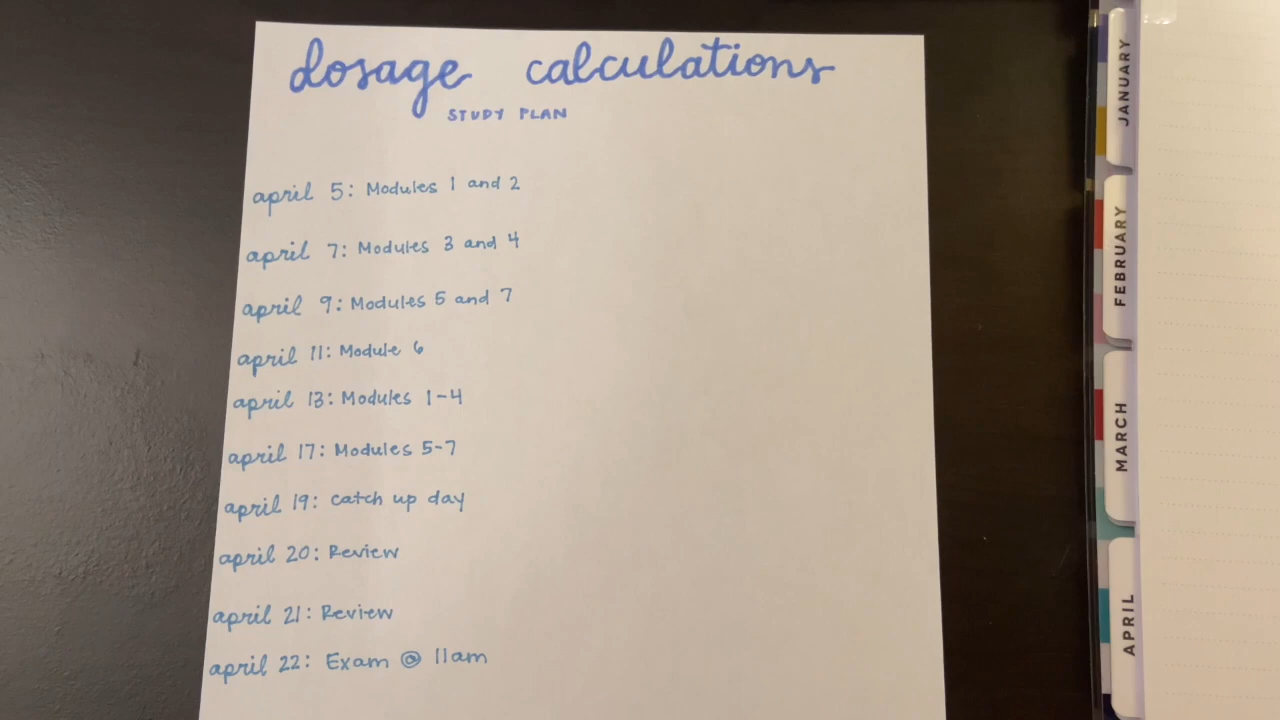 dosage calculations
STUDY PLAN
april 5: Modules 1 and 2
april 7: Modules 3 and 4
april 9: Modules 5 and 7
april 11: Module 6
april 13: Modules 1-4
april 17: Modules 5-7
april 19: catch up day
april 20: Review
april 21: Review
april 22: Exam @ 11am
JANUARY
FEBRUARY
MARCH
APRIL